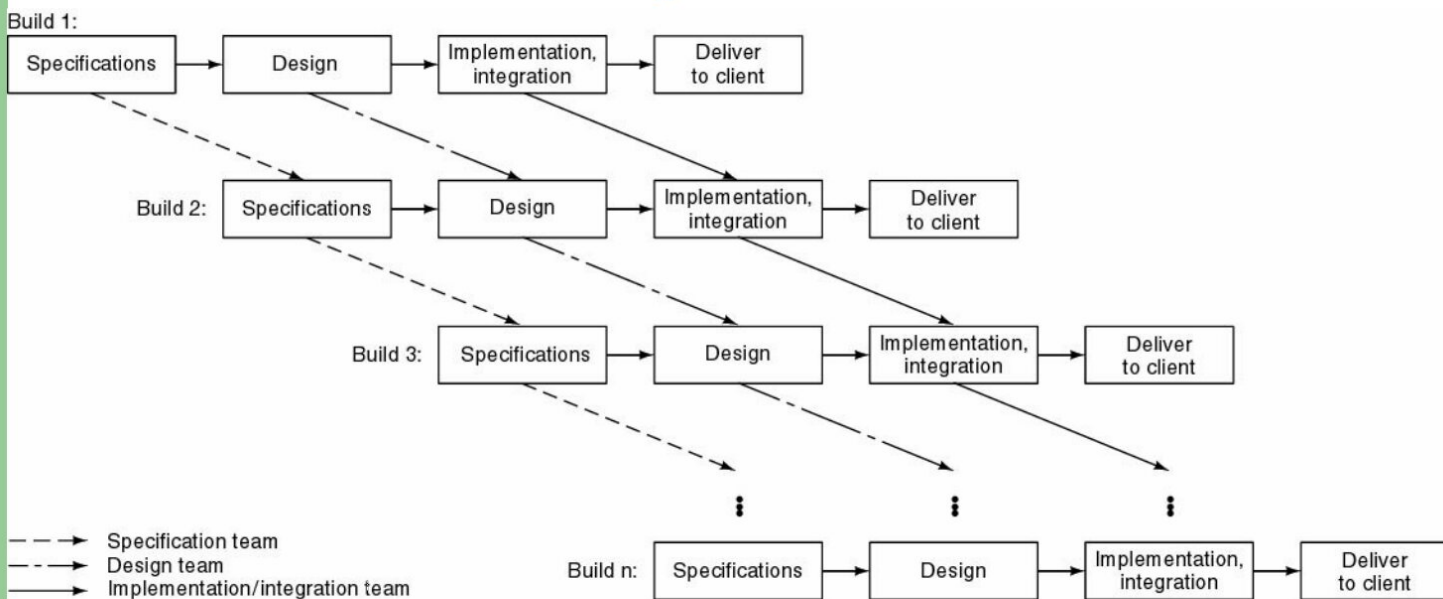 Build 1:
Specifications
Design
Implementation,
integration
Deliver
to client
Build 2:
Specifications
Design
Implementation,
integration
Deliver
to client
Build 3:
Specifications
Design
Implementation,
integration
Deliver
to client
Build n:
Specifications
Design
Implementation,
integration
Deliver
to client
Specification team
Design team
Implementation/integration team